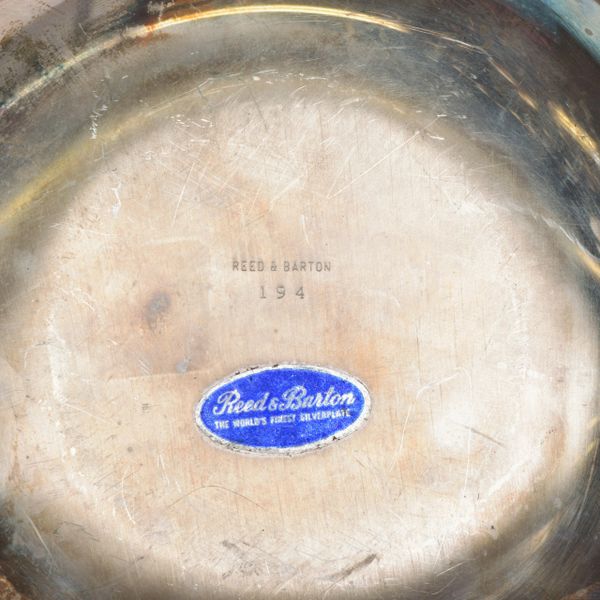 REED & BARTON
194
Reed & Barton
THE WORLD'S FINEST SILVERPLATE